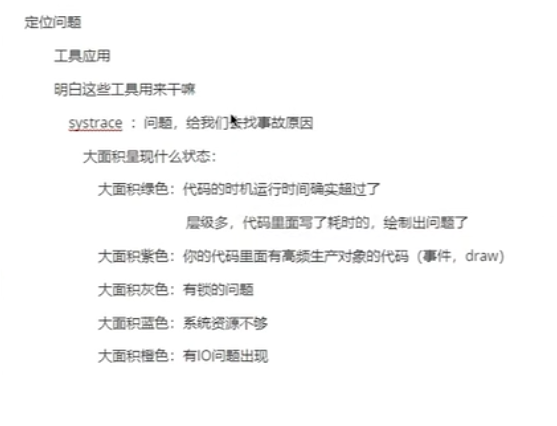 定位问题
工具应用
明白这些工具用来干嘛
systrace ：问题，给我们去找事故原因
大面积呈现什么状态：
大面积绿色：代码的时机运行时间确实超过了
层级多，代码里面写了耗时的，绘制出问题了
大面积紫色：你的代码里面有高频生产对象的代码（事件，draw）
大面积灰色：有锁的问题
大面积蓝色：系统资源不够
大面积橙色：有IO问题出现